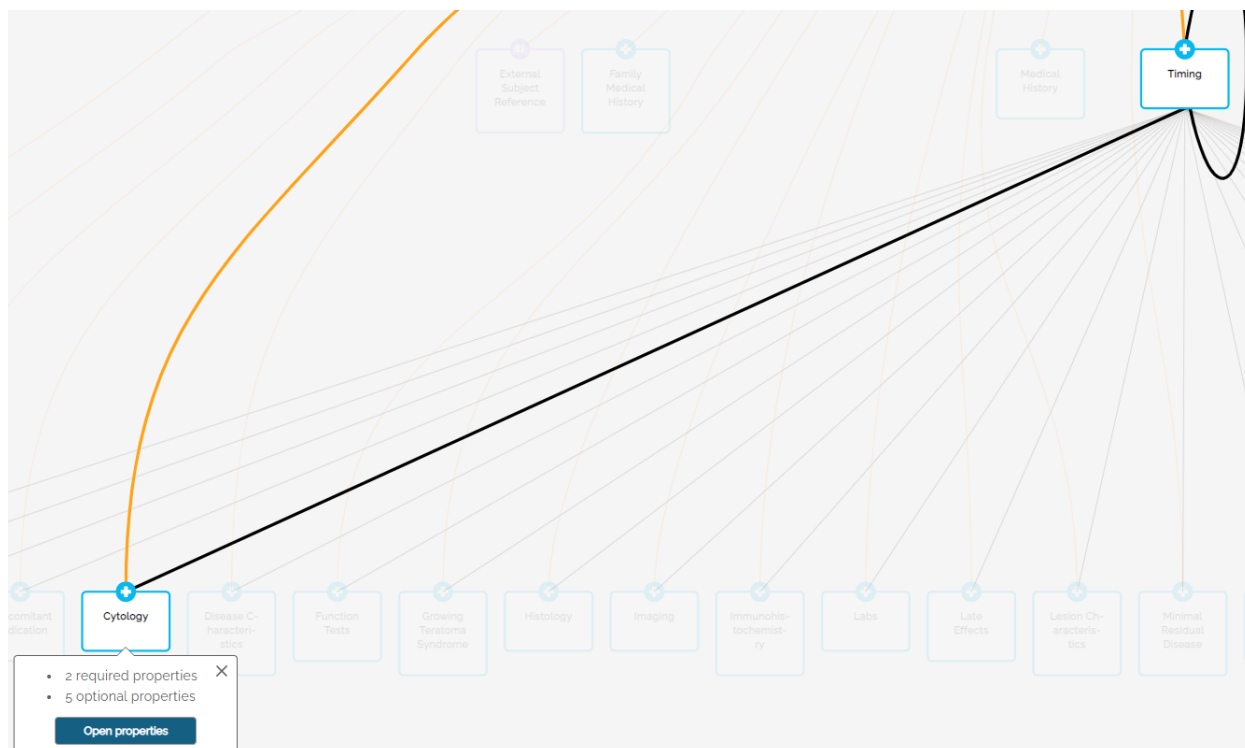 External
Subject
Reference
Family
Medical
History
Medical
History
Timing
comitant
dication
Cytology
Disease C-
haracteri-
stics
Function
Tests
Growing
Teratoma
Syndrome
Histology
Imaging
Immunohis-
tochemist-
ry
Labs
Late
Effects
Lesion Ch-
aracteris-
tics
Minimal
Residual
Disease
2 required properties
5 optional properties
Open properties